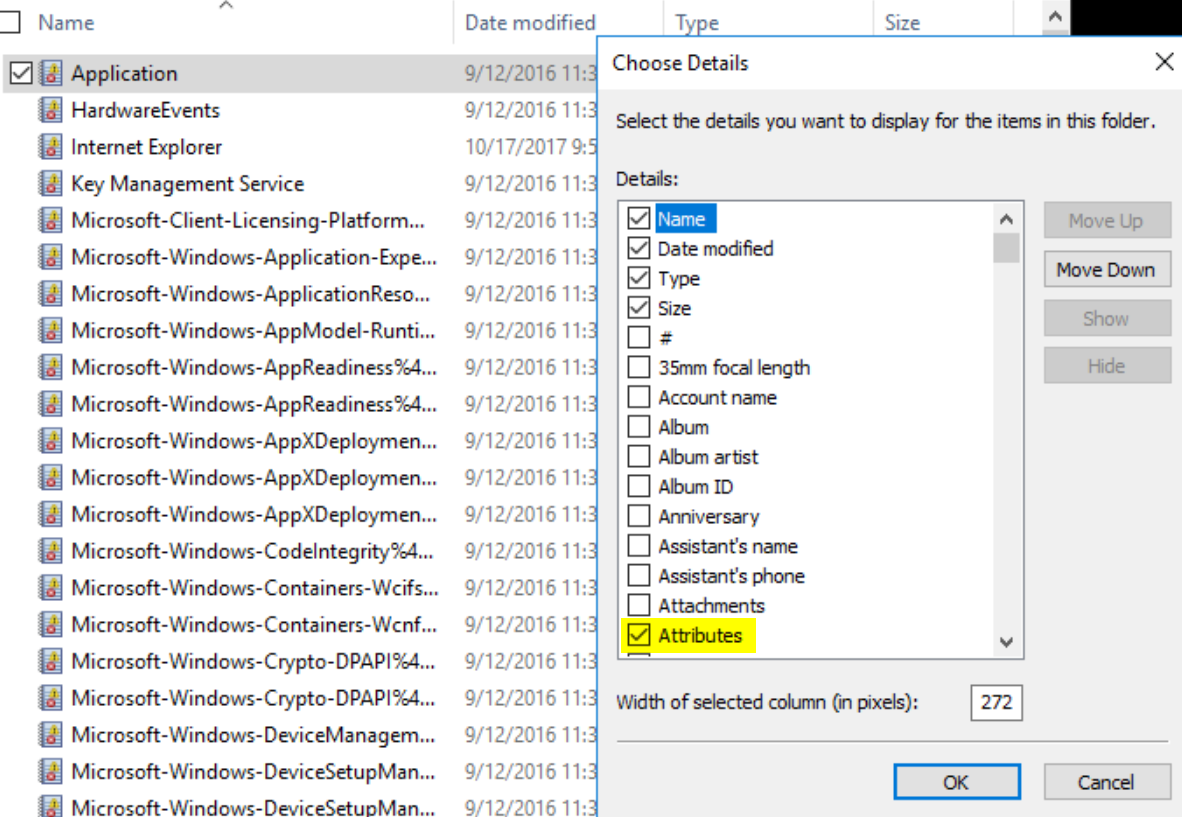 Name Date modified Type Size
Application 9/12/2016 11:3
HardwareEvents 9/12/2016 11:3
Internet Explorer 10/17/2017 9:5
Key Management Service 9/12/2016 11:3
Microsoft-Client-Licensing-Platform... 9/12/2016 11:3
Microsoft-Windows-Application-Expe... 9/12/2016 11:3
Microsoft-Windows-ApplicationReso... 9/12/2016 11:3
Microsoft-Windows-AppModel-Runti... 9/12/2016 11:3
Microsoft-Windows-AppReadiness%4... 9/12/2016 11:3
Microsoft-Windows-AppReadiness%4... 9/12/2016 11:3
Microsoft-Windows-AppXDeploymen... 9/12/2016 11:3
Microsoft-Windows-AppXDeploymen... 9/12/2016 11:3
Microsoft-Windows-AppXDeploymen... 9/12/2016 11:3
Microsoft-Windows-CodeIntegrity%4... 9/12/2016 11:3
Microsoft-Windows-Containers-Wcifs... 9/12/2016 11:3
Microsoft-Windows-Containers-Wcnf... 9/12/2016 11:3
Microsoft-Windows-Crypto-DPAPI%4... 9/12/2016 11:3
Microsoft-Windows-Crypto-DPAPI%4... 9/12/2016 11:3
Microsoft-Windows-DeviceManagem... 9/12/2016 11:3
Microsoft-Windows-DeviceSetupMan... 9/12/2016 11:3
Microsoft-Windows-DeviceSetupMan... 9/12/2016 11:3
Choose Details
Select the details you want to display for the items in this folder.
Details:
Name
Date modified
Type
Size
#
35mm focal length
Account name
Album
Album artist
Album ID
Anniversary
Assistant's name
Assistant's phone
Attachments
Attributes
Move Up
Move Down
Show
Hide
Width of selected column (in pixels): 272
OK Cancel